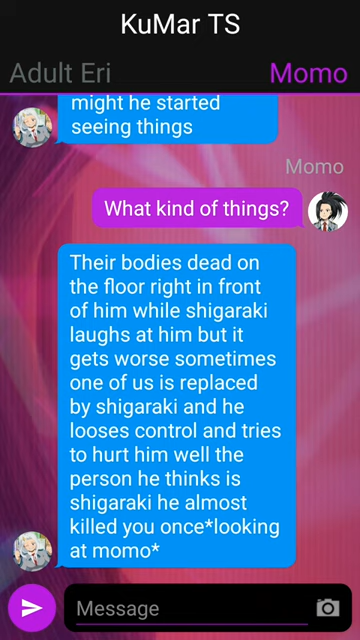 KuMar TS
Adult Eri
Momo
might he started
seeing things
Momo
What kind of things?
Their bodies dead on
the floor right in front
of him while shigaraki
laughs at him but it
gets worse sometimes
one of us is replaced
by shigaraki and he
looses control and tries
to hurt him well the
person he thinks is
shigaraki he almost
killed you once*looking
at momo*
Message